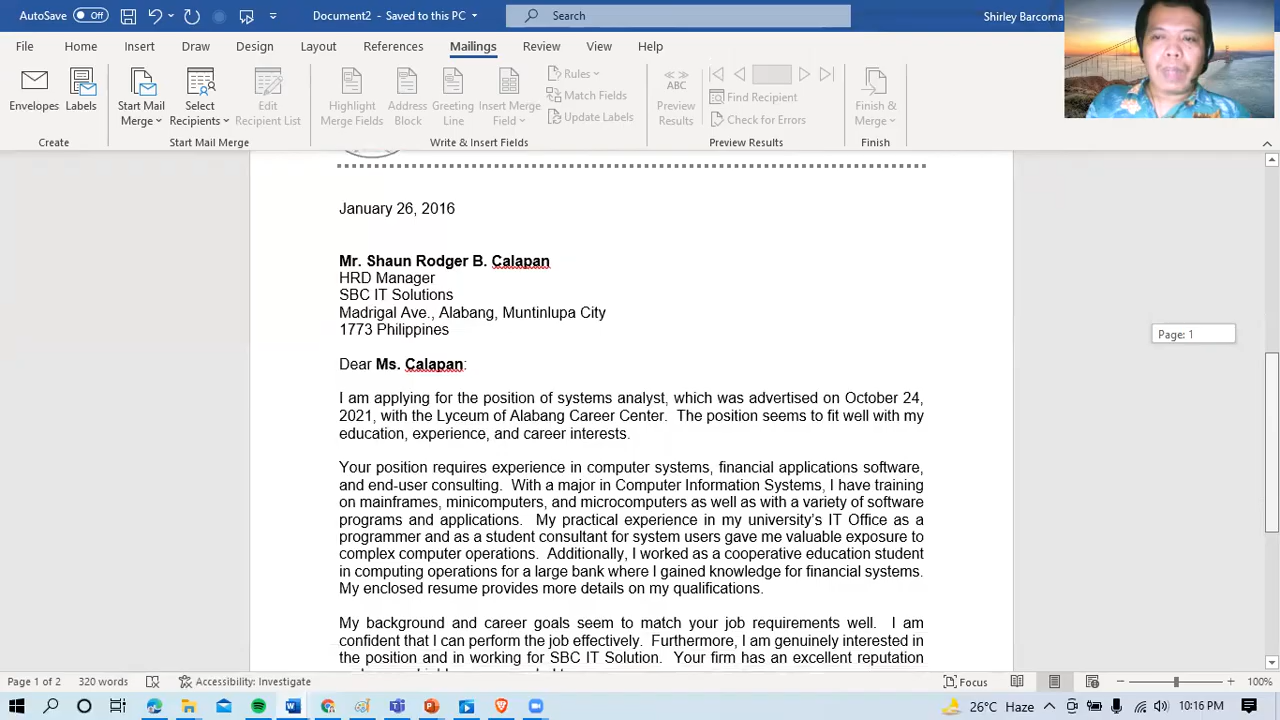 AutoSave Off Document2 - Saved to this PC Search Shirley Barcoma
File Home Insert Draw Design Layout References Mailings Review View Help
Envelopes Labels Start Mail Merge Select Recipients Edit Recipient List Highlight Merge Fields Address Block Greeting Line Insert Merge Field Rules Match Fields Update Labels ABC Preview Results Find Recipient Check for Errors Finish & Merge
Create Start Mail Merge Write & Insert Fields Preview Results Finish
January 26, 2016
Mr. Shaun Rodger B. Calapan
HRD Manager
SBC IT Solutions
Madrigal Ave., Alabang, Muntinlupa City
1773 Philippines
Page: 1
Dear Ms. Calapan:
I am applying for the position of systems analyst, which was advertised on October 24,
2021, with the Lyceum of Alabang Career Center. The position seems to fit well with my
education, experience, and career interests.
Your position requires experience in computer systems, financial applications software,
and end-user consulting. With a major in Computer Information Systems, I have training
on mainframes, minicomputers, and microcomputers as well as with a variety of software
programs and applications. My practical experience in my university's IT Office as a
programmer and as a student consultant for system users gave me valuable exposure to
complex computer operations. Additionally, I worked as a cooperative education student
in computing operations for a large bank where I gained knowledge for financial systems.
My enclosed resume provides more details on my qualifications.
My background and career goals seem to match your job requirements well. I am
confident that I can perform the job effectively. Furthermore, I am genuinely interested in
the position and in working for SBC IT Solution. Your firm has an excellent reputation
Page 1 of 2 320 words Accessibility: Investigate Focus 100%
26°C Haze 10:16 PM